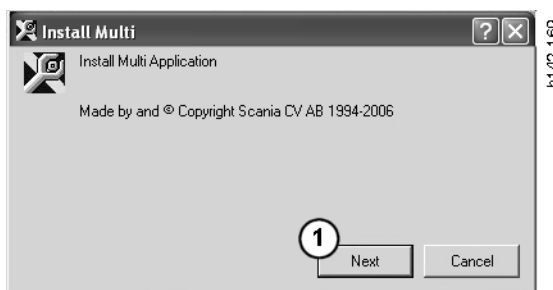 Install Multi
Install Multi Application
Made by and © Copyright Scania CV AB 1994-2006
1
Next
Cancel